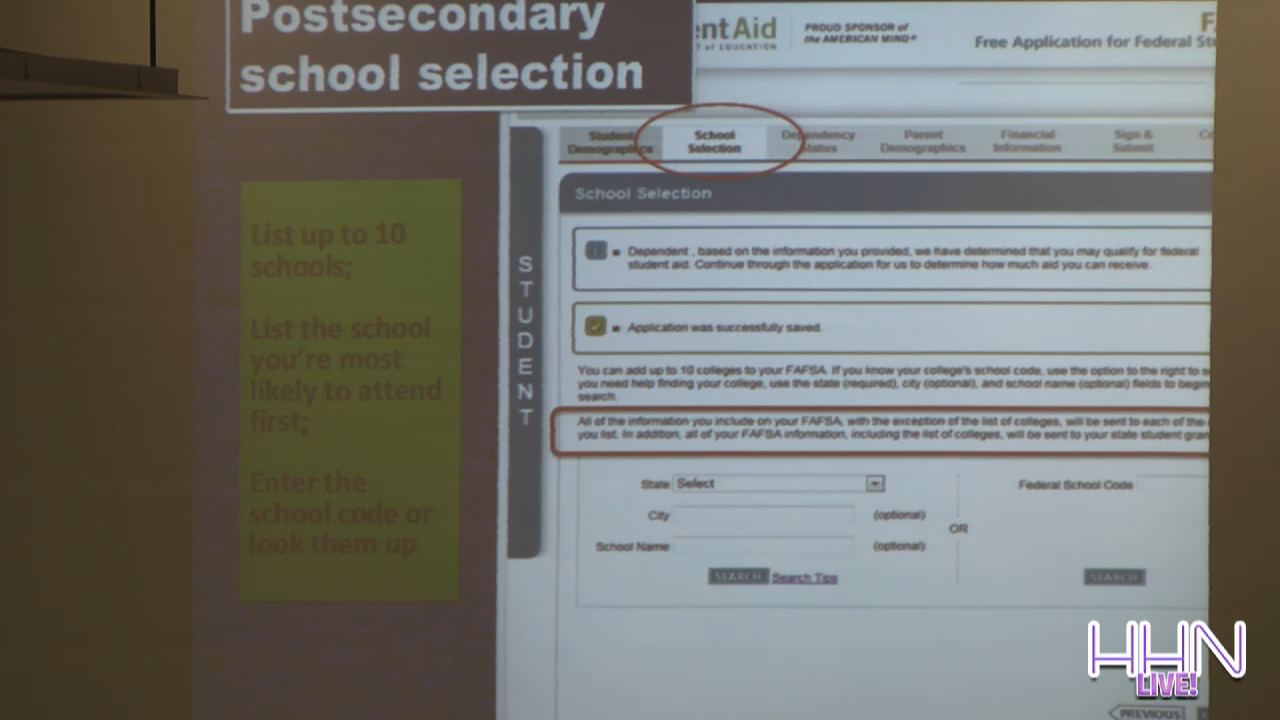 Postsecondary
school selection
List up to 10
schools;
List the school
you're most
likely to attend
first;
Enter the
school code or
look them up
nt Aid
of EDUCATION
PROUD SPONSOR of
the AMERICAN MIND®
Free Application for Federal
Student
Demographics
School
Selection
Dependency
Status
Parent
Demographics
Financial
Information
Sign &
Submit
STUDENT
School Selection
Dependent , based on the information you provided, we have determined that you may qualify for federal
student aid. Continue through the application for us to determine how much aid you can receive.
Application was successfully saved.
You can add up to 10 colleges to your FAFSA. If you know your college's school code, use the option to the right to
you need help finding your college, use the state (required), city (optional), and school name (optional) fields to begin
search.
All of the information you include on your FAFSA, with the exception of the list of colleges, will be sent to each of the
you list. In addition, all of your FAFSA information, including the list of colleges, will be sent to your state student
State Select
City (optional)
School Name (optional)
SEARCH Search Tips
OR
Federal School Code
SEARCH
PREVIOUS
HHN
LIVE!